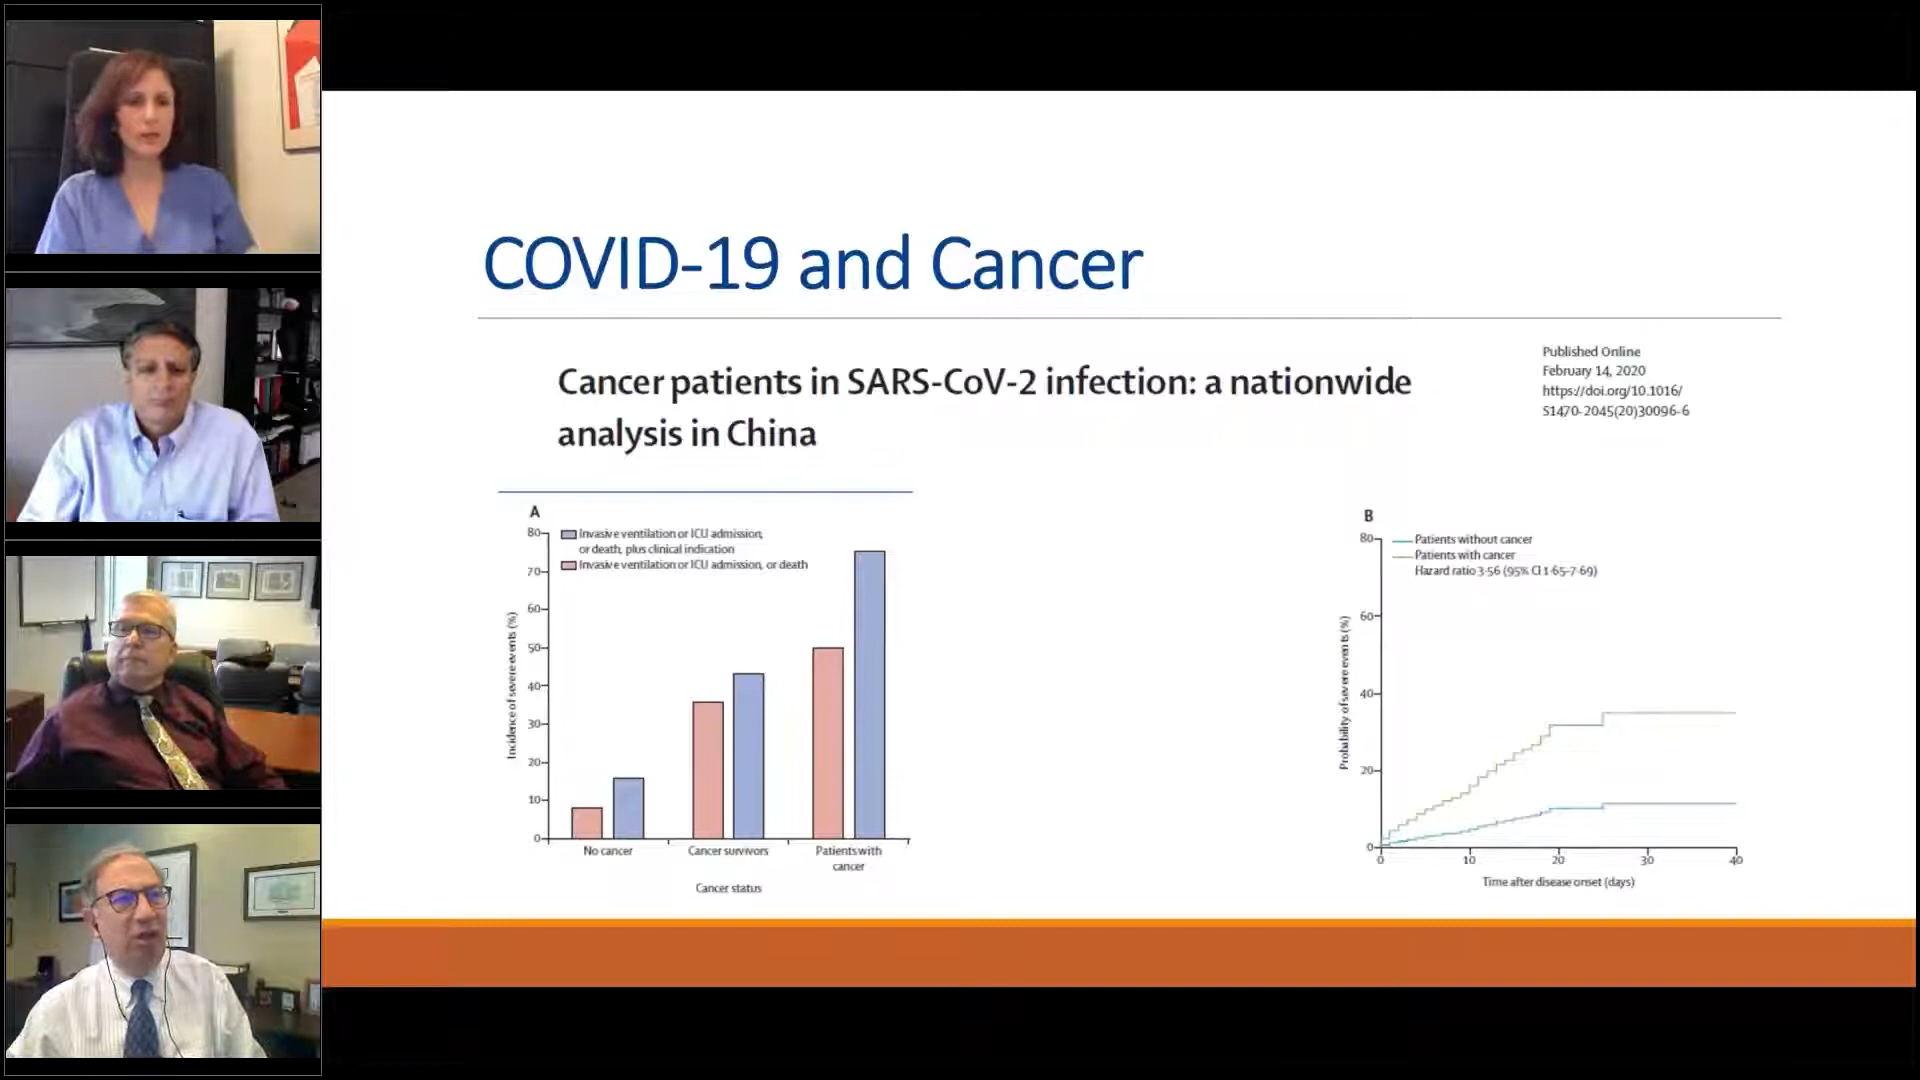 COVID-19 and Cancer
Cancer patients in SARS-CoV-2 infection: a nationwide
analysis in China
Published Online
February 14, 2020
https://doi.org/10.1016/
S1470-2045(20)30096-6
A
Invasive ventilation or ICU admission,
or death, plus clinical indication
Invasive ventilation or ICU admission, or death
80
70
60
50
40
30
20
10
0
Incidence of severe events (%)
No cancer
Cancer survivors
Patients with
cancer
Cancer status
B
Patients without cancer
Patients with cancer
Hazard ratio 3·56 (95% CI 1·65–7·69)
80
60
40
20
0
Probability of severe events (%)
0
10
20
30
40
Time after disease onset (days)